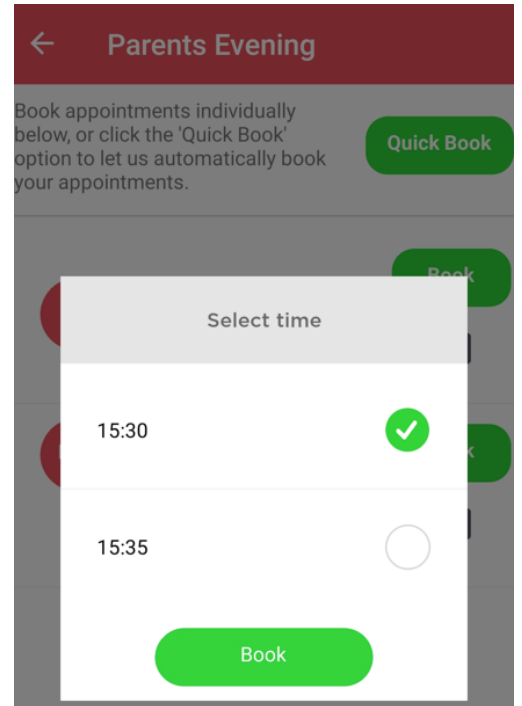 Parents Evening
Book appointments individually
below, or click the 'Quick Book'
option to let us automatically book
your appointments.
Quick Book
Book
Select time
15:30
15:35
Book